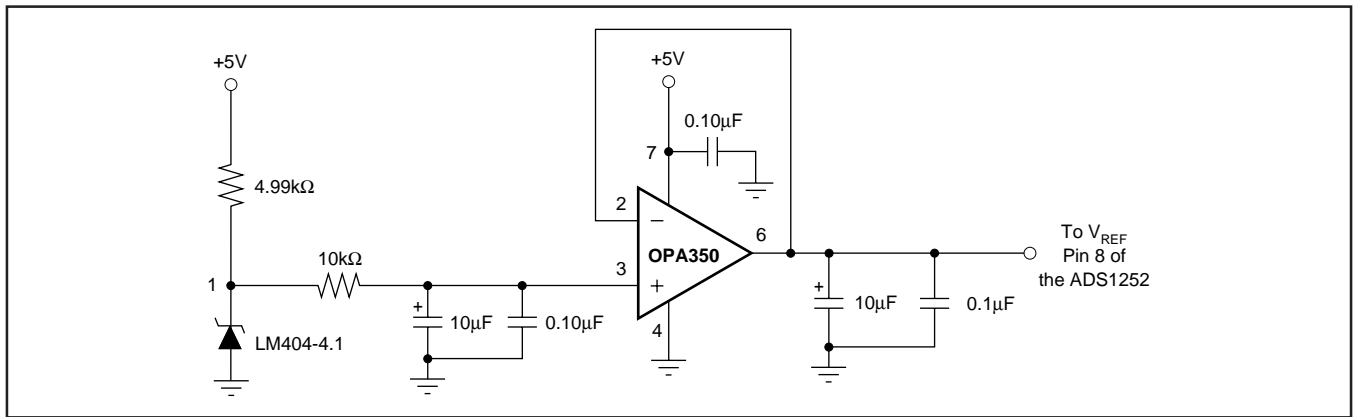 +5V
+5V
0.10µF
7
4.99kΩ
2
−
OPA350
6
To VREF
Pin 8 of
the ADS1252
10kΩ
1
3
+
+
10µF
0.10µF
+
10µF
0.1µF
4
LM404-4.1